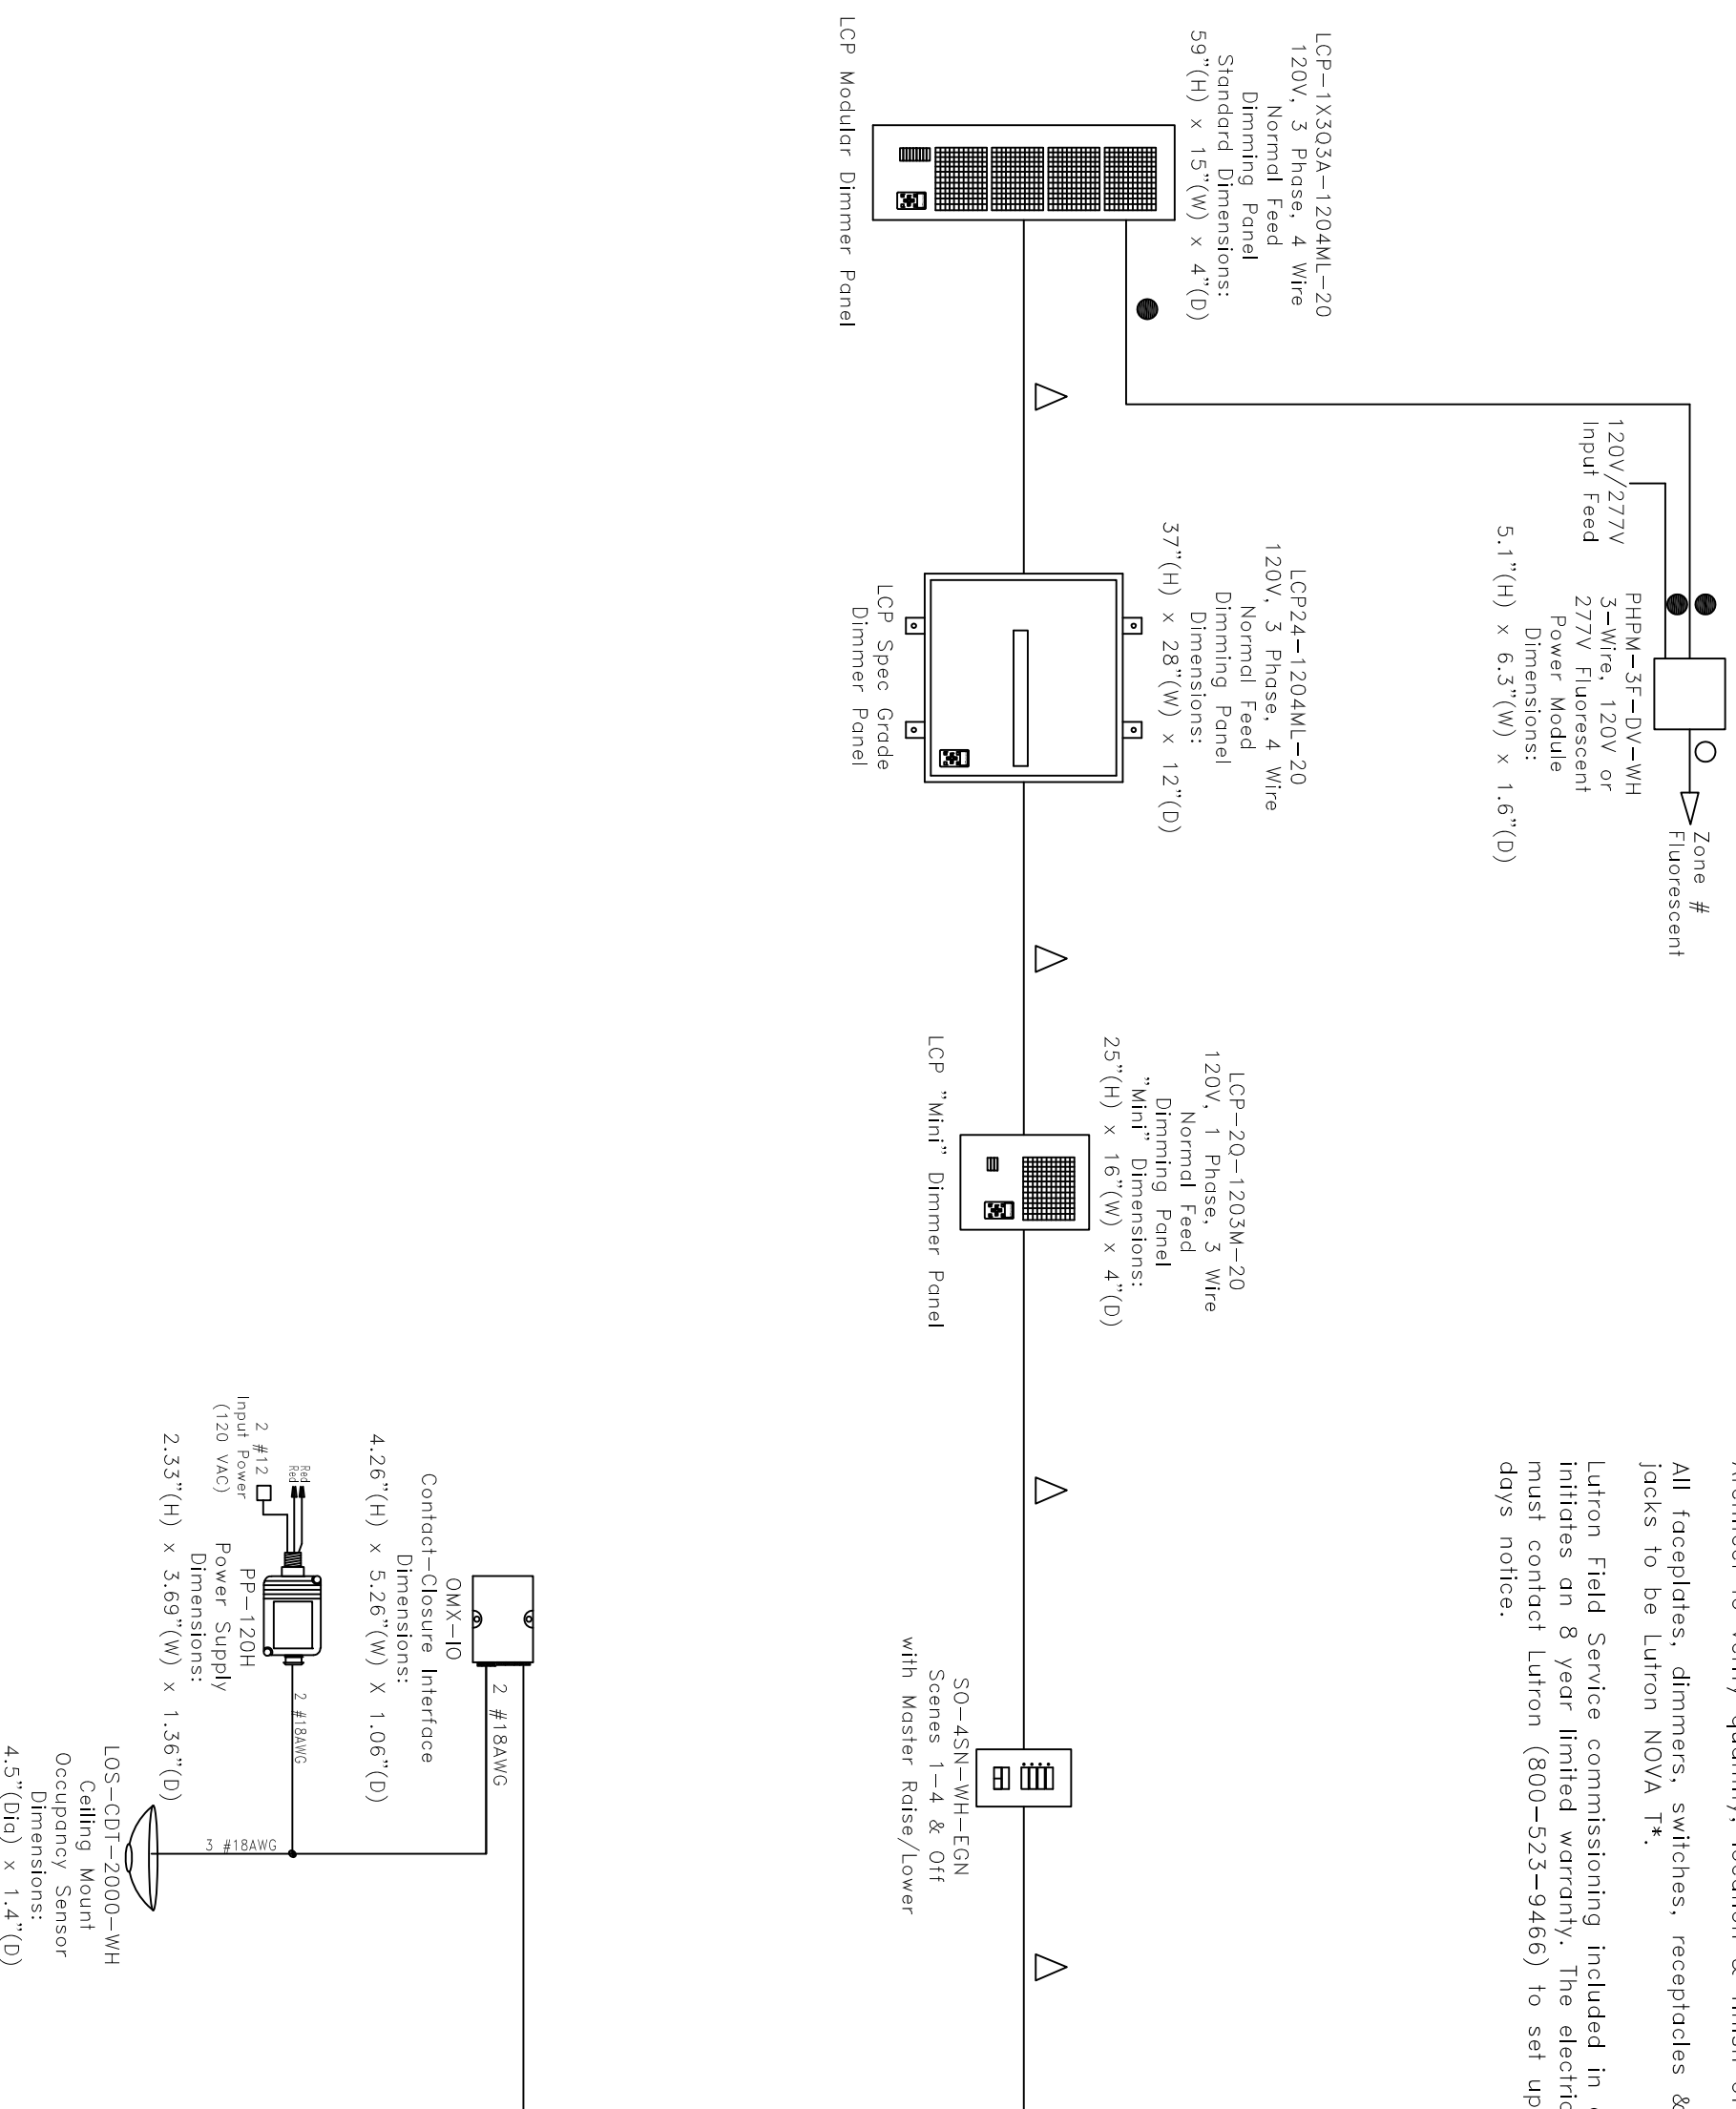 Zone #
Fluorescent
120V/277V
Input Feed
PHPM-3F-DV-WH
3-Wire, 120V or
277V Fluorescent
Power Module
Dimensions:
5.1"(H) x 6.3"(W) x 1.6"(D)
LCP-1X3Q3A-1204ML-20
120V, 3 Phase, 4 Wire
Normal Feed
Dimming Panel
Standard Dimensions:
59"(H) x 15"(W) x 4"(D)
LCP Modular Dimmer Panel
LCP24-1204ML-20
120V, 3 Phase, 4 Wire
Normal Feed
Dimming Panel
Dimensions:
37"(H) x 28"(W) x 12"(D)
LCP Spec Grade
Dimmer Panel
LCP-2Q-1203M-20
120V, 1 Phase, 3 Wire
Normal Feed
Dimming Panel
"Mini" Dimensions:
25"(H) x 16"(W) x 4"(D)
LCP "Mini" Dimmer Panel
All faceplates, dimmers, switches, receptacles &
jacks to be Lutron NOVA T*.
Lutron Field Service commissioning included in
initiates an 8 year limited warranty. The
must contact Lutron (800-523-9466) to set up
days notice.
SO-4SN-WH-EGN
Scenes 1-4 & Off
with Master Raise/Lower
2 #18AWG
OMX-IO
Contact-Closure Interface
Dimensions:
4.26"(H) x 5.26"(W) X 1.06"(D)
Red
Red
2 #12
Input Power
(120 VAC)
2 #18AWG
PP-120H
Power Supply
Dimensions:
2.33"(H) x 3.69"(W) x 1.36"(D)
3 #18AWG
LOS-CDT-2000-WH
Ceiling Mount
Occupancy Sensor
Dimensions:
4.5"(Dia) x 1.4"(D)